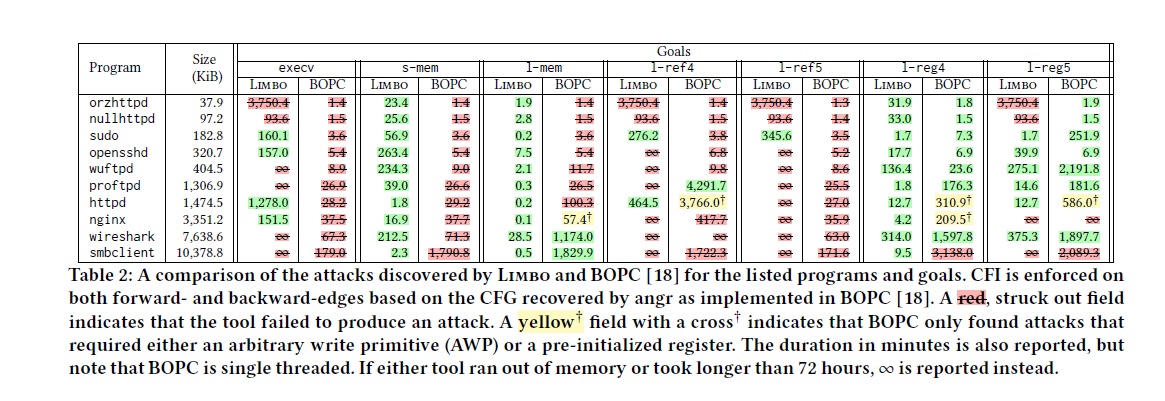 Goals
Program Size (KiB) execv s-mem l-mem l-ref4 l-ref5 l-reg4 l-reg5
LIMBO BOPC LIMBO BOPC LIMBO BOPC LIMBO BOPC LIMBO BOPC LIMBO BOPC LIMBO BOPC
orzhttpd 37.9 3,750.4 1.4 23.4 1.4 1.9 1.4 3,750.4 1.4 3,750.4 1.3 31.9 1.8 3,750.4 1.9
nullhttpd 97.2 93.6 1.5 25.6 1.5 2.8 1.5 93.6 1.5 93.6 1.4 33.0 1.5 93.6 1.5
sudo 182.8 160.1 3.6 56.9 3.6 0.2 3.6 276.2 3.8 345.6 3.5 1.7 7.3 1.7 251.9
opensshd 320.7 157.0 5.4 263.4 5.4 7.5 5.4 ∞ 6.8 ∞ 5.2 17.7 6.9 39.9 6.9
wuftpd 404.5 ∞ 8.9 234.3 9.0 2.1 11.7 ∞ 9.8 ∞ 8.6 136.4 23.6 275.1 2,191.8
proftpd 1,306.9 ∞ 26.9 39.0 26.6 0.3 26.5 ∞ 4,291.7 ∞ 25.5 1.8 176.3 14.6 181.6
httpd 1,474.5 1,278.0 28.2 1.8 29.2 0.2 100.3 464.5 3,766.0† ∞ 27.0 12.7 310.9† 12.7 586.0†
nginx 3,351.2 151.5 37.5 16.9 37.7 0.1 57.4† ∞ 417.7 ∞ 35.9 4.2 209.5† ∞ ∞
wireshark 7,638.6 ∞ 67.3 212.5 71.3 28.5 1,174.0 ∞ ∞ ∞ 63.0 314.0 1,597.8 375.3 1,897.7
smbclient 10,378.8 ∞ 179.0 2.3 1,790.8 0.5 1,829.9 ∞ 1,722.3 ∞ 171.6 9.5 3,138.0 ∞ 2,089.3
Table 2: A comparison of the attacks discovered by LIMBO and BOPC [18] for the listed programs and goals. CFI is enforced on
both forward- and backward-edges based on the CFG recovered by angr as implemented in BOPC [18]. A red, struck out field
indicates that the tool failed to produce an attack. A yellow† field with a cross† indicates that BOPC only found attacks that
required either an arbitrary write primitive (AWP) or a pre-initialized register. The duration in minutes is also reported, but
note that BOPC is single threaded. If either tool ran out of memory or took longer than 72 hours, ∞ is reported instead.